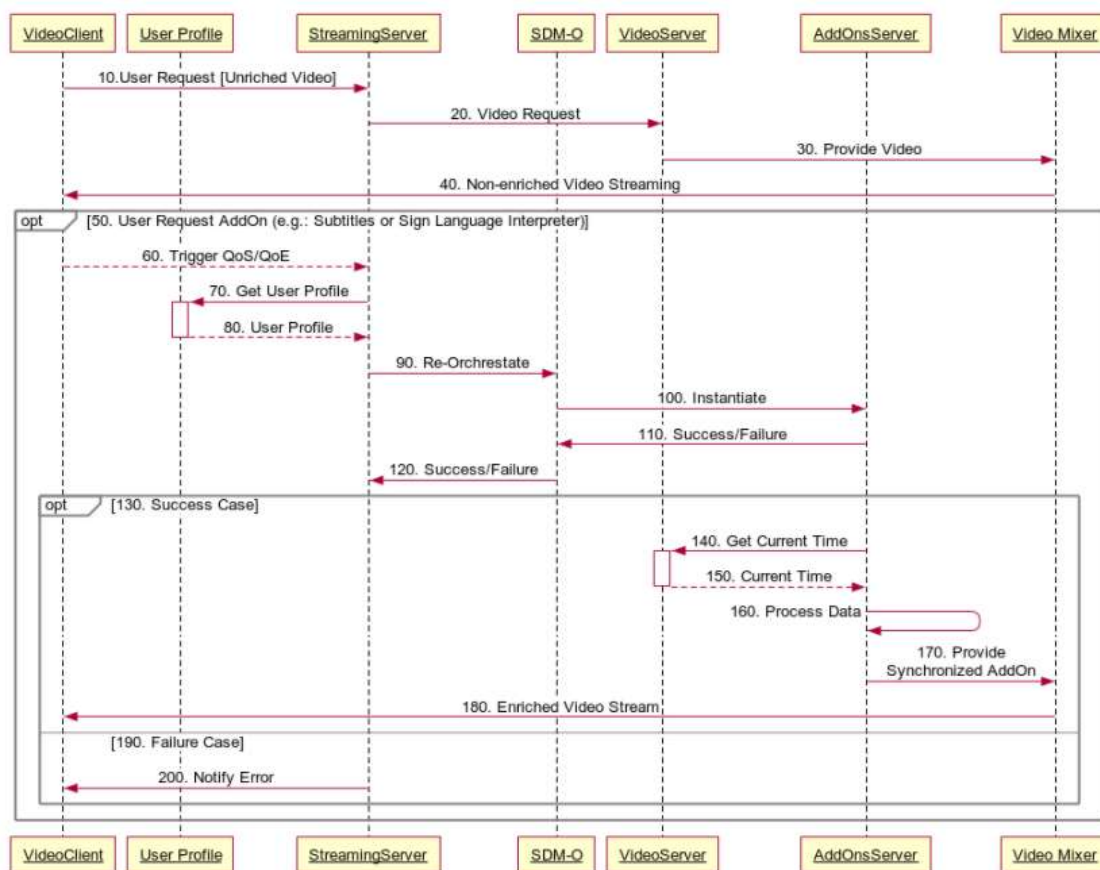 VideoClient
User Profile
StreamingServer
SDM-O
VideoServer
AddOnsServer
Video Mixer
10.User Request [Unriched Video]
20. Video Request
30. Provide Video
40. Non-enriched Video Streaming
opt
[50. User Request AddOn (e.g.: Subtitles or Sign Language Interpreter)]
60. Trigger QoS/QoE
70. Get User Profile
80. User Profile
90. Re-Orchrestate
100. Instantiate
110. Success/Failure
120. Success/Failure
opt
[130. Success Case]
140. Get Current Time
150. Current Time
160. Process Data
170. Provide
Synchronized AddOn
180. Enriched Video Stream
[190. Failure Case]
200. Notify Error
VideoClient
User Profile
StreamingServer
SDM-O
VideoServer
AddOnsServer
Video Mixer